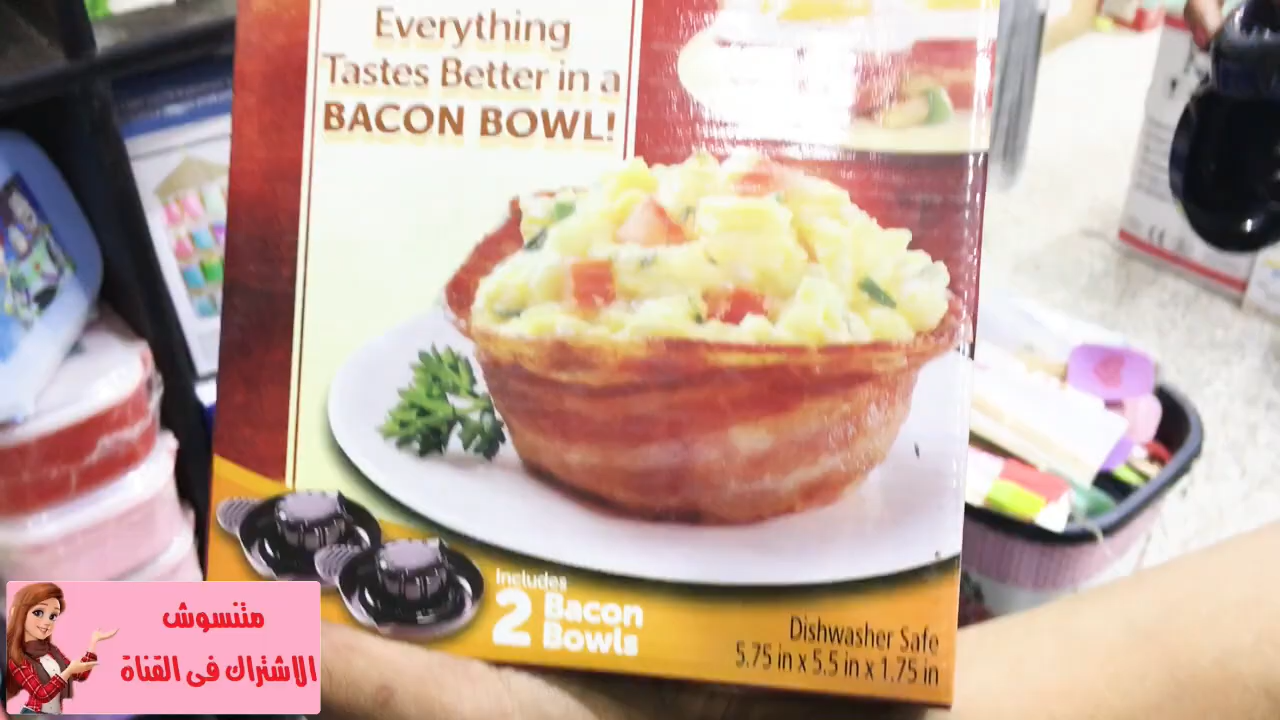 Everything
Tastes Better in a
BACON BOWL!
Includes
2 Bacon
Bowls
Dishwasher Safe
5.75 in x 5.5 in x 1.75 in
متنسوش
الاشتراك فى القناة